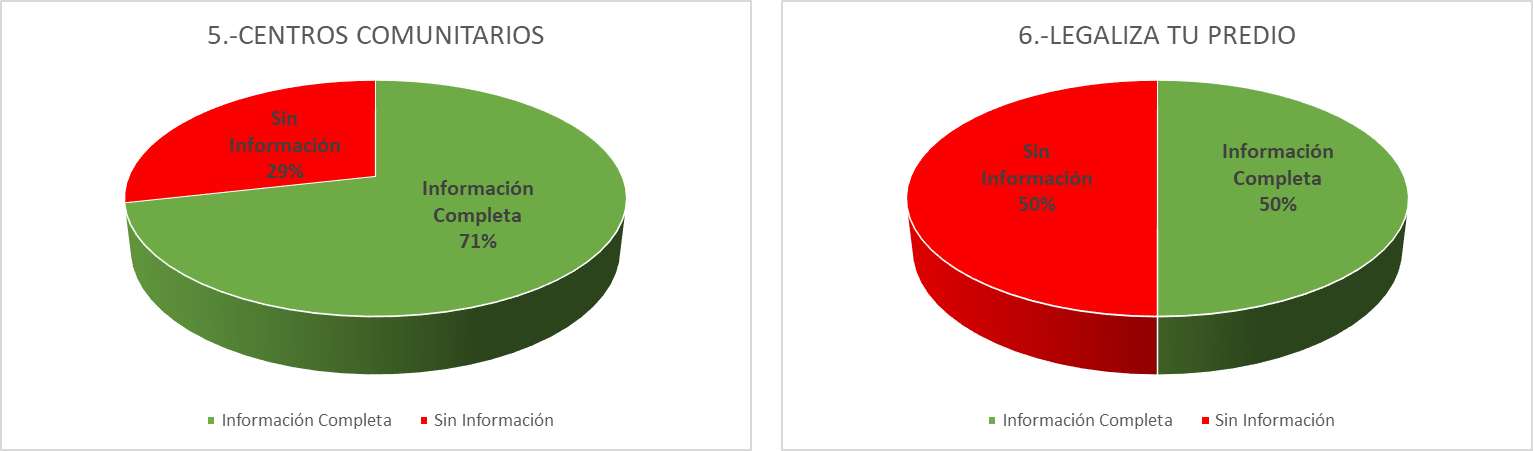 5.-CENTROS COMUNITARIOS
Sin
Información
29%
Información
Completa
71%
Información Completa
Sin Información
6.-LEGALIZA TU PREDIO
Sin
Información
50%
Información
Completa
50%
Información Completa
Sin Información